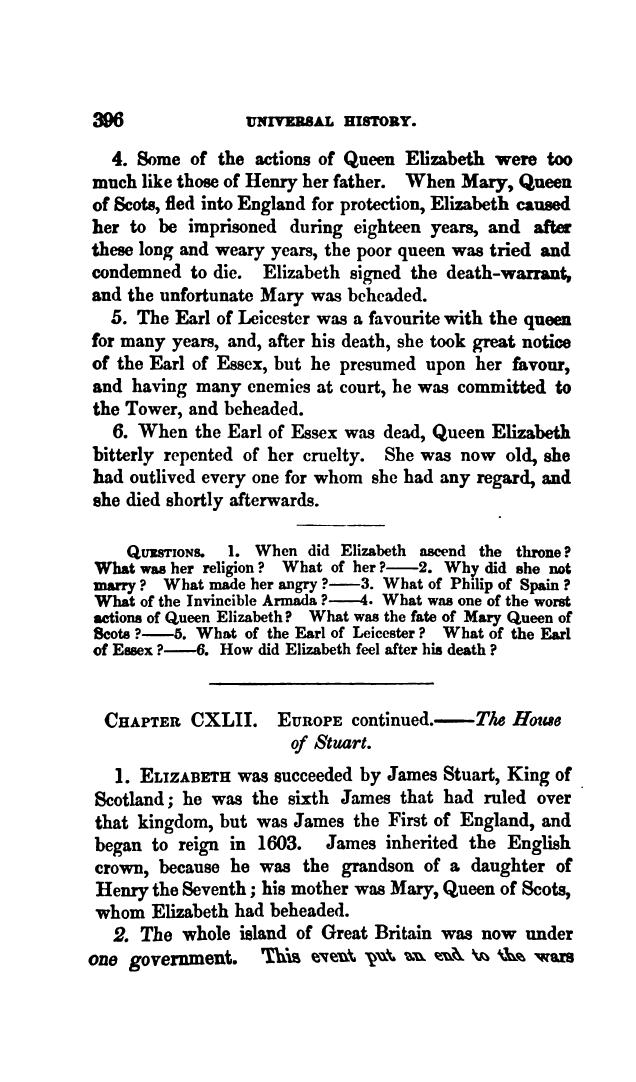 396 UNIVERSAL HISTORY.
4. Some of the actions of Queen Elizabeth were too
much like those of Henry her father. When Mary, Queen
of Scots, fled into England for protection, Elizabeth caused
her to be imprisoned during eighteen years, and after
these long and weary years, the poor queen was tried and
condemned to die. Elizabeth signed the death-warrant,
and the unfortunate Mary was beheaded.
5. The Earl of Leicester was a favourite with the queen
for many years, and, after his death, she took great notice
of the Earl of Essex, but he presumed upon her favour,
and having many enemies at court, he was committed to
the Tower, and beheaded.
6. When the Earl of Essex was dead, Queen Elizabeth
bitterly repented of her cruelty. She was now old, she
had outlived every one for whom she had any regard, and
she died shortly afterwards.
QUESTIONS. 1. When did Elizabeth ascend the throne?
What was her religion? What of her?—2. Why did she not
marry? What made her angry?—3. What of Philip of Spain?
What of the Invincible Armada?—4. What was one of the worst
actions of Queen Elizabeth? What was the fate of Mary Queen of
Scots?—5. What of the Earl of Leicester? What of the Earl
of Essex?—6. How did Elizabeth feel after his death?
CHAPTER CXLII. EUROPE continued.—The House
of Stuart.
1. ELIZABETH was succeeded by James Stuart, King of
Scotland; he was the sixth James that had ruled over
that kingdom, but was James the First of England, and
began to reign in 1603. James inherited the English
crown, because he was the grandson of a daughter of
Henry the Seventh; his mother was Mary, Queen of Scots,
whom Elizabeth had beheaded.
2. The whole island of Great Britain was now under
one government. This event put an end to the wars